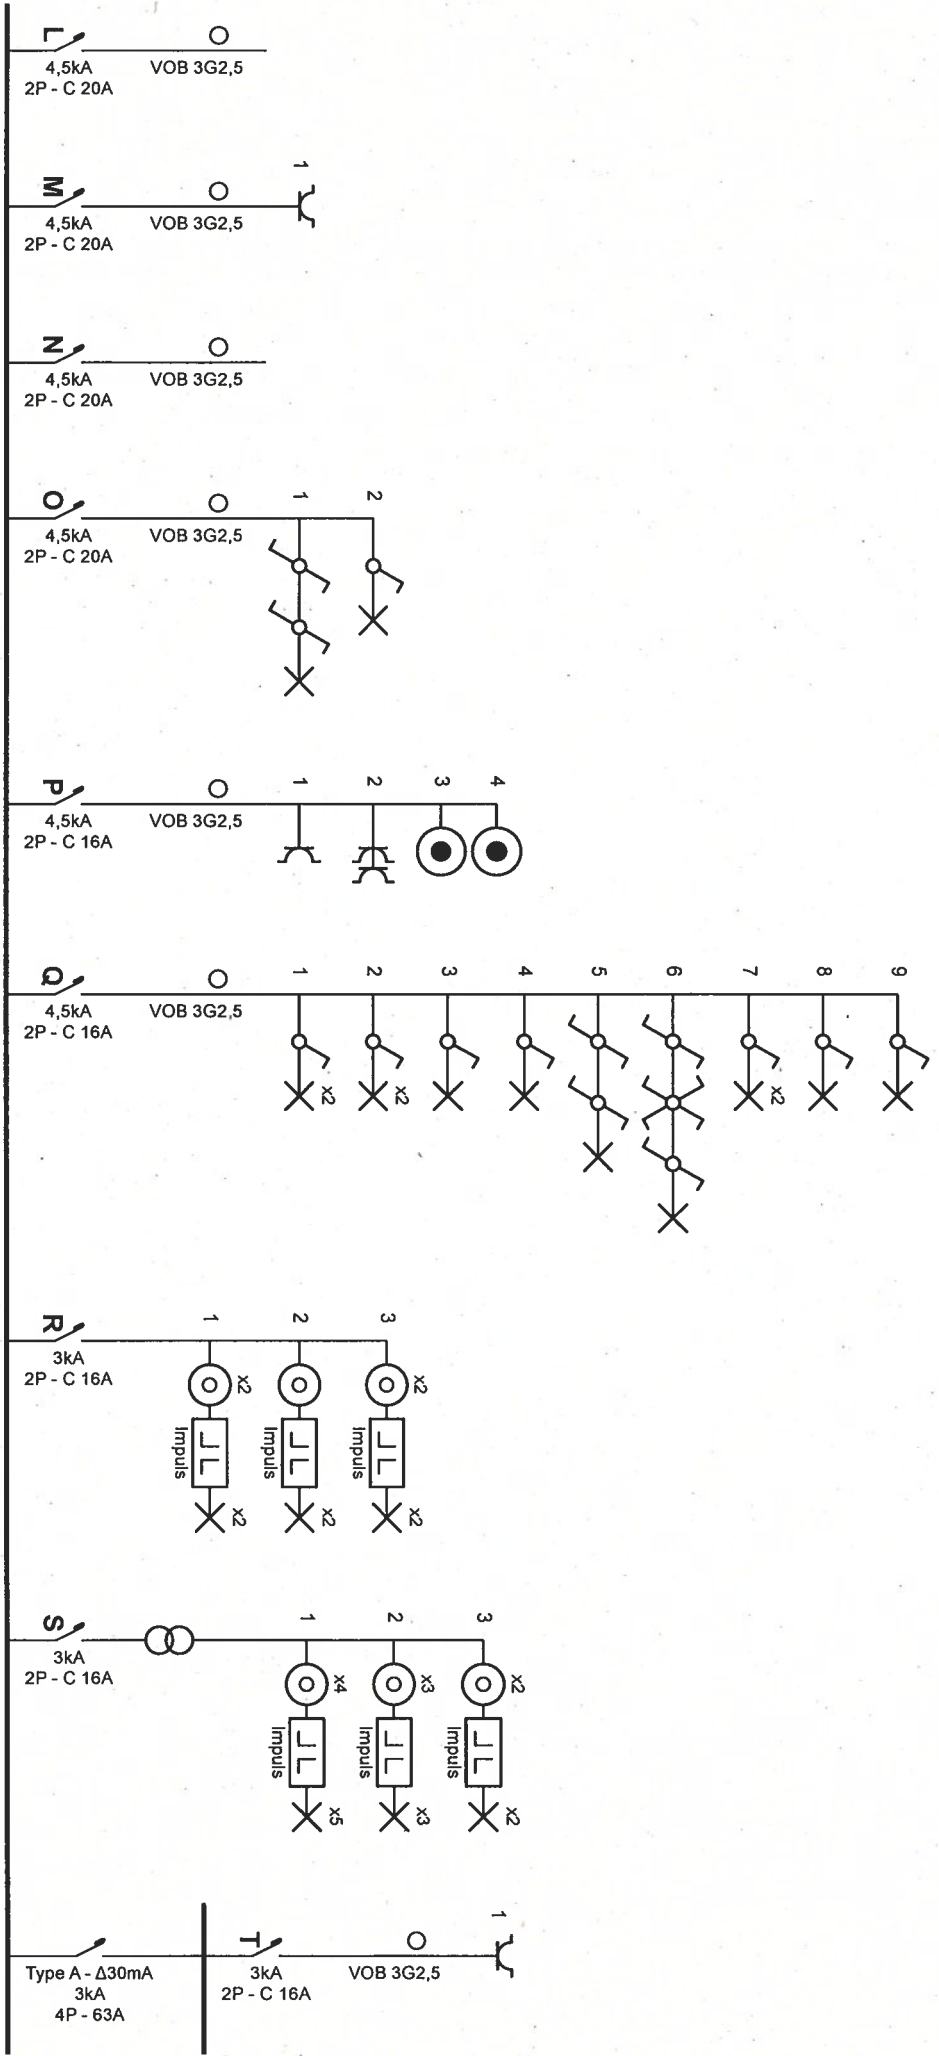 L
4,5kA
2P - C 20A
VOB 3G2,5
1
M
4,5kA
2P - C 20A
VOB 3G2,5
N
4,5kA
2P - C 20A
VOB 3G2,5
O
4,5kA
2P - C 20A
VOB 3G2,5
1
2
P
4,5kA
2P - C 16A
VOB 3G2,5
1
2
3
4
Q
4,5kA
2P - C 16A
VOB 3G2,5
1
2
3
4
5
6
7
8
9
x2
x2
x2
R
3kA
2P - C 16A
1
2
3
x2
x2
Impuls
Impuls
Impuls
x2
x2
x2
S
3kA
2P - C 16A
1
2
3
x4
x3
x2
Impuls
Impuls
Impuls
x5
x3
x2
Type A - Δ30mA
3kA
4P - 63A
T
3kA
2P - C 16A
VOB 3G2,5
1